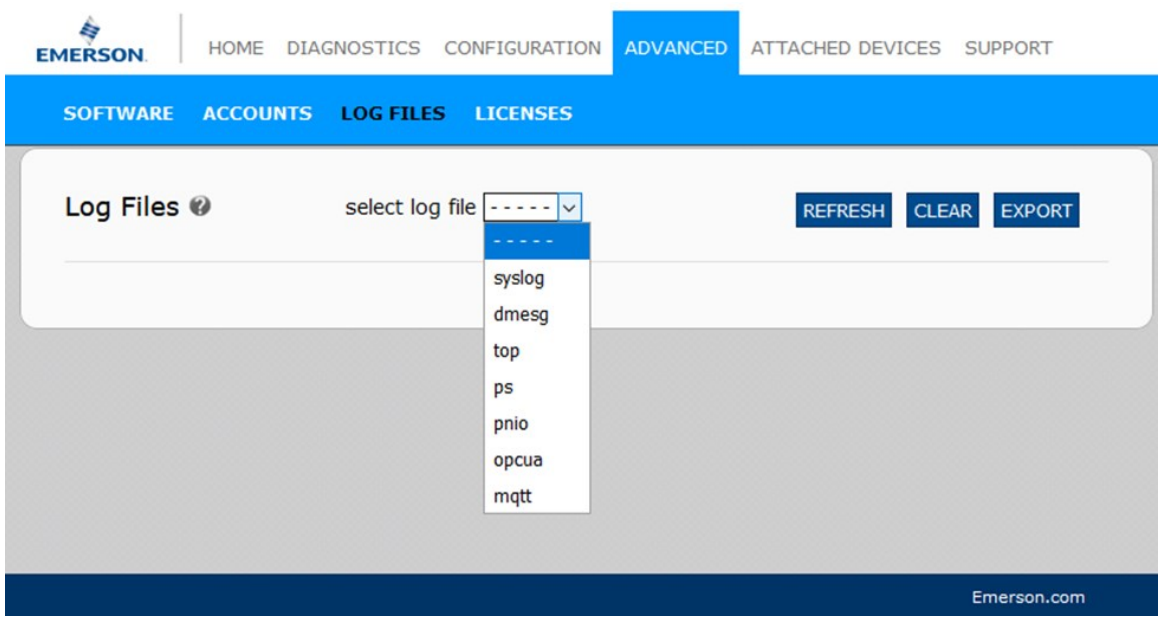 EMERSON
HOME DIAGNOSTICS CONFIGURATION ADVANCED ATTACHED DEVICES SUPPORT
SOFTWARE ACCOUNTS LOG FILES LICENSES
Log Files ? select log file - - - - - REFRESH CLEAR EXPORT
- - - - -
syslog
dmesg
top
ps
pnio
opcua
mqtt
Emerson.com